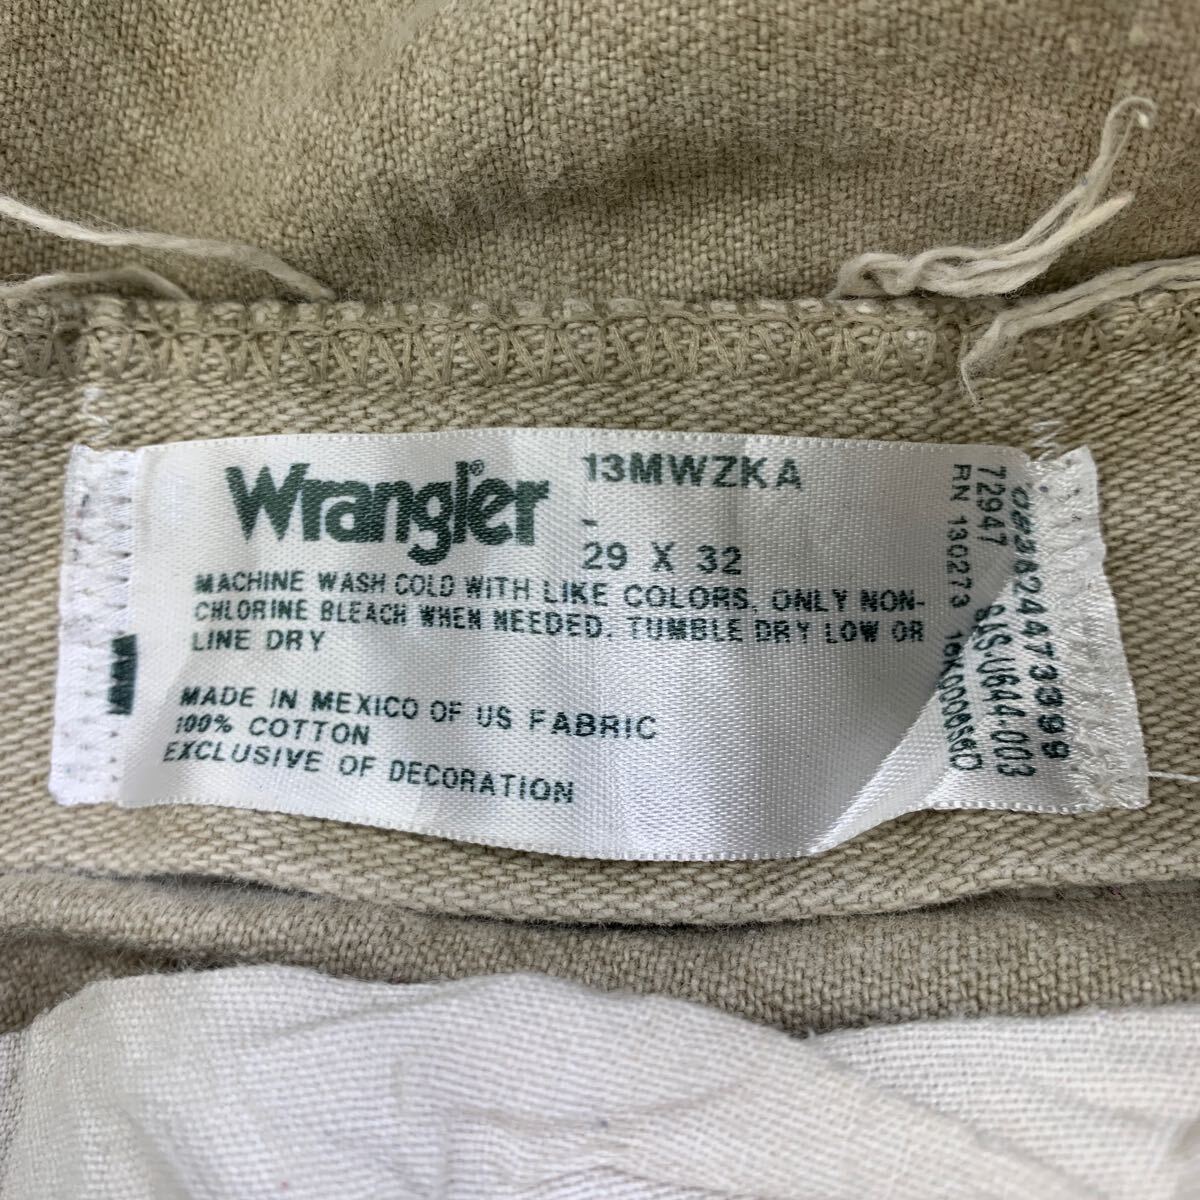 Wrangler®
13MWZKA
-
29 X 32
MACHINE WASH COLD WITH LIKE COLORS. ONLY NON-
CHLORINE BLEACH WHEN NEEDED. TUMBLE DRY LOW OR
LINE DRY
MADE IN MEXICO OF US FABRIC
100% COTTON
EXCLUSIVE OF DECORATION
72947
RN 130273